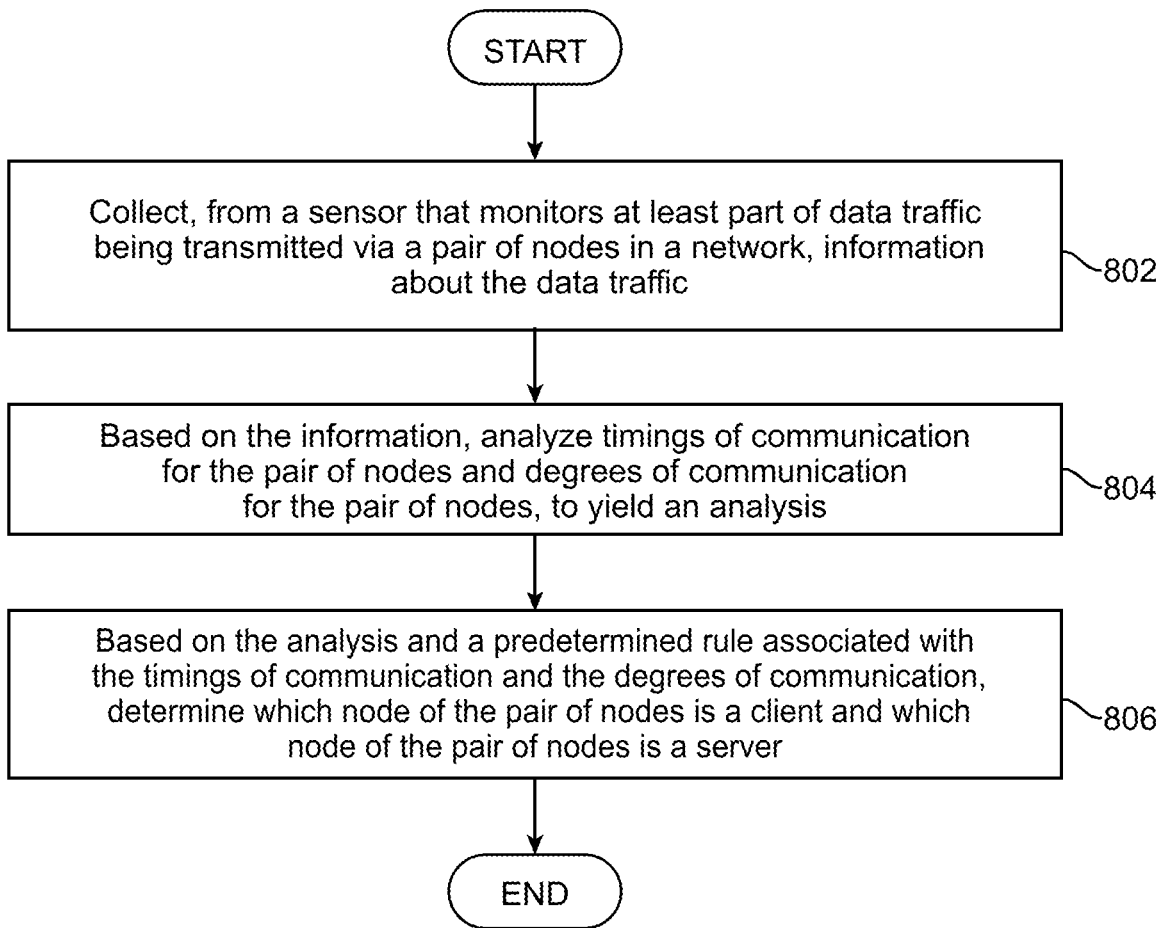 START
Collect, from a sensor that monitors at least part of data traffic
being transmitted via a pair of nodes in a network, information
about the data traffic
802
Based on the information, analyze timings of communication
for the pair of nodes and degrees of communication
for the pair of nodes, to yield an analysis
804
Based on the analysis and a predetermined rule associated with
the timings of communication and the degrees of communication,
determine which node of the pair of nodes is a client and which
node of the pair of nodes is a server
806
END